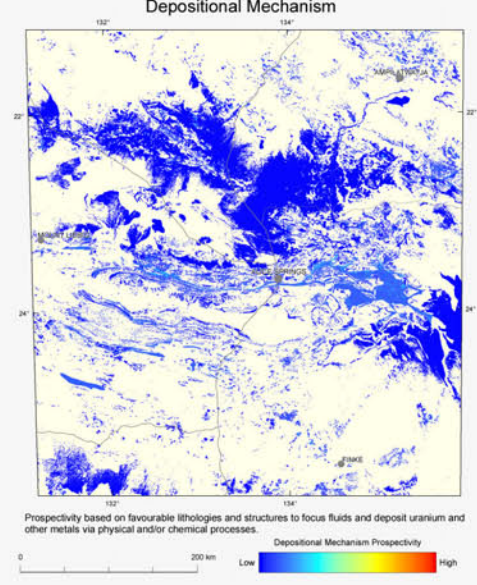 Depositional Mechanism
132°
134°
22°
22°
ALICE SPRINGS
24°
24°
FINKE
132°
134°
Prospectivity based on favourable lithologies and structures to focus fluids and deposit uranium and
other metals via physical and/or chemical processes.
Depositional Mechanism Prospectivity
0
200 km
Low
High